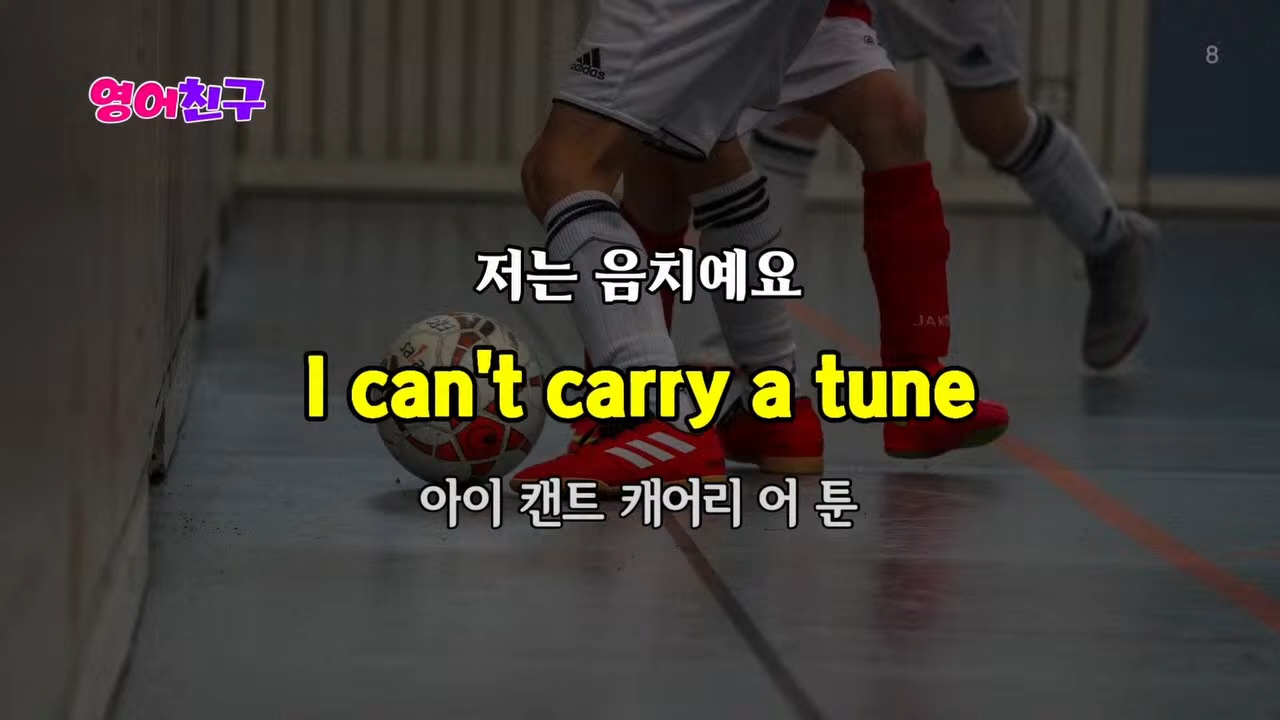 8
영어친구
adidas
저는 음치예요
I can't carry a tune
아이 캔트 캐어리 어 툰